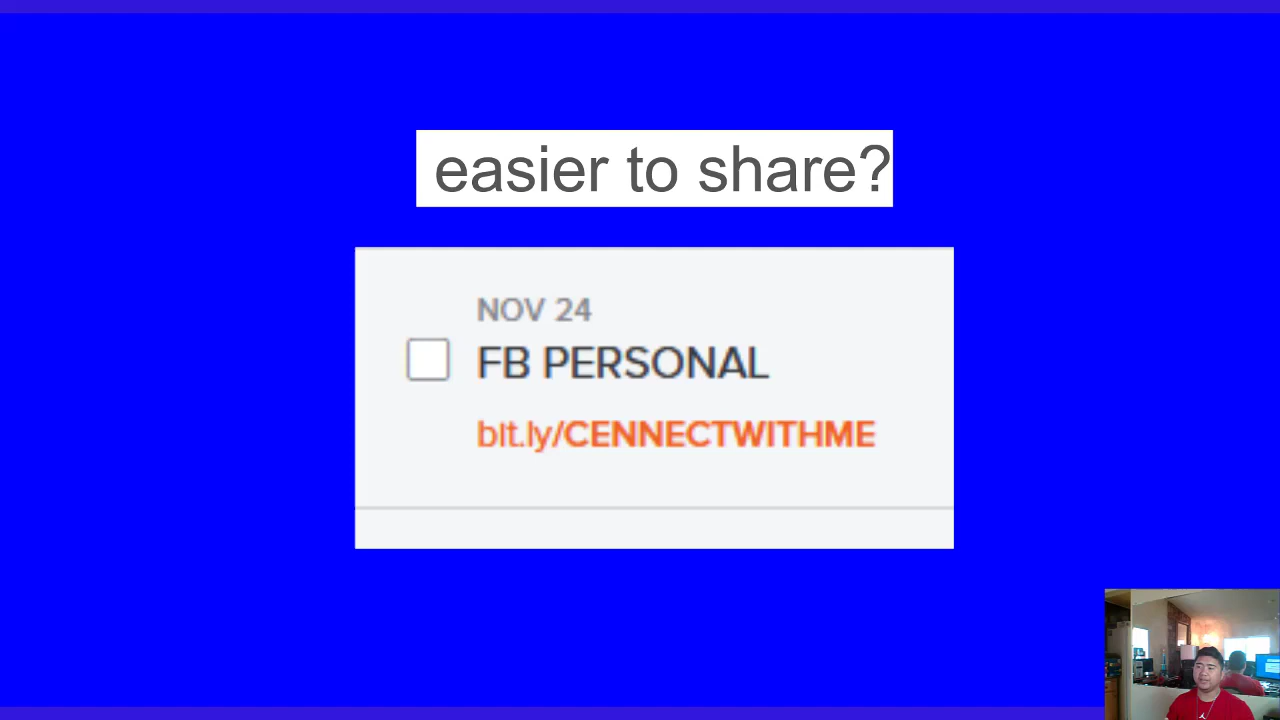 easier to share?
NOV 24
FB PERSONAL
bit.ly/CENNECTWITHME